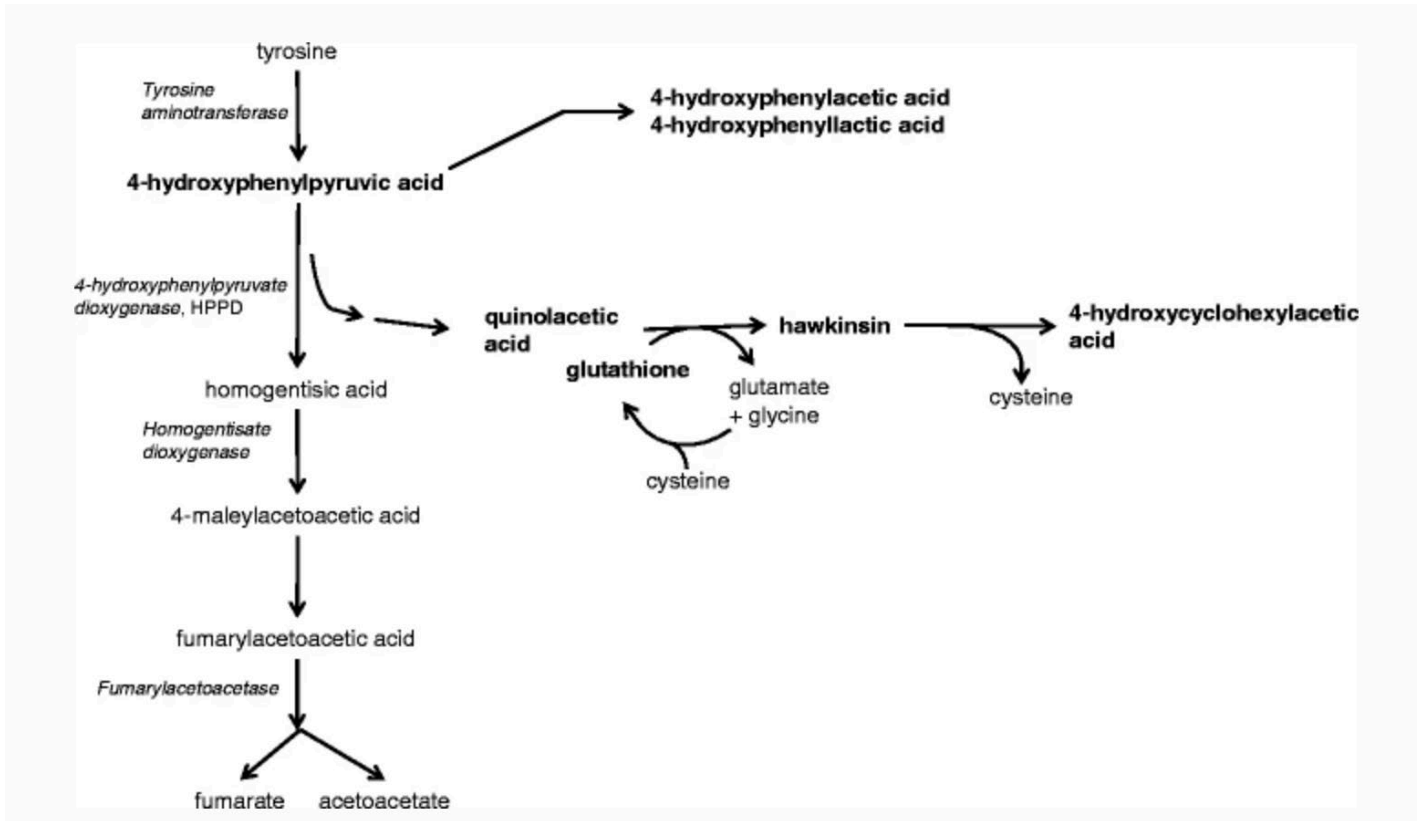 tyrosine
Tyrosine
aminotransferase
4-hydroxyphenylacetic acid
4-hydroxyphenyllactic acid
4-hydroxyphenylpyruvic acid
4-hydroxyphenylpyruvate
dioxygenase, HPPD
quinolacetic
acid
glutathione
hawkinsin
4-hydroxycyclohexylacetic
acid
glutamate
+ glycine
cysteine
cysteine
homogentisic acid
Homogentisate
dioxygenase
4-maleylacetoacetic acid
fumarylacetoacetic acid
Fumarylacetoacetase
fumarate
acetoacetate